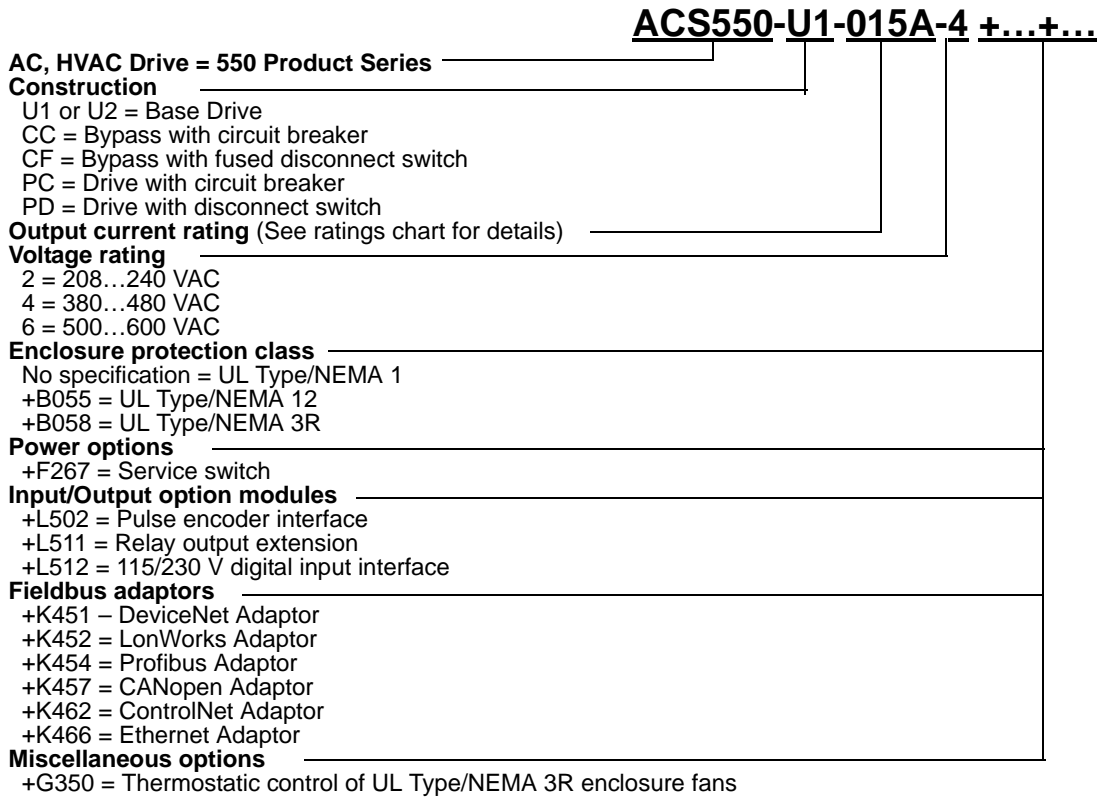 ACS550-U1-015A-4 +…+…
AC, HVAC Drive = 550 Product Series
Construction
U1 or U2 = Base Drive
CC = Bypass with circuit breaker
CF = Bypass with fused disconnect switch
PC = Drive with circuit breaker
PD = Drive with disconnect switch
Output current rating (See ratings chart for details)
Voltage rating
2 = 208…240 VAC
4 = 380…480 VAC
6 = 500…600 VAC
Enclosure protection class
No specification = UL Type/NEMA 1
+B055 = UL Type/NEMA 12
+B058 = UL Type/NEMA 3R
Power options
+F267 = Service switch
Input/Output option modules
+L502 = Pulse encoder interface
+L511 = Relay output extension
+L512 = 115/230 V digital input interface
Fieldbus adaptors
+K451 – DeviceNet Adaptor
+K452 = LonWorks Adaptor
+K454 = Profibus Adaptor
+K457 = CANopen Adaptor
+K462 = ControlNet Adaptor
+K466 = Ethernet Adaptor
Miscellaneous options
+G350 = Thermostatic control of UL Type/NEMA 3R enclosure fans